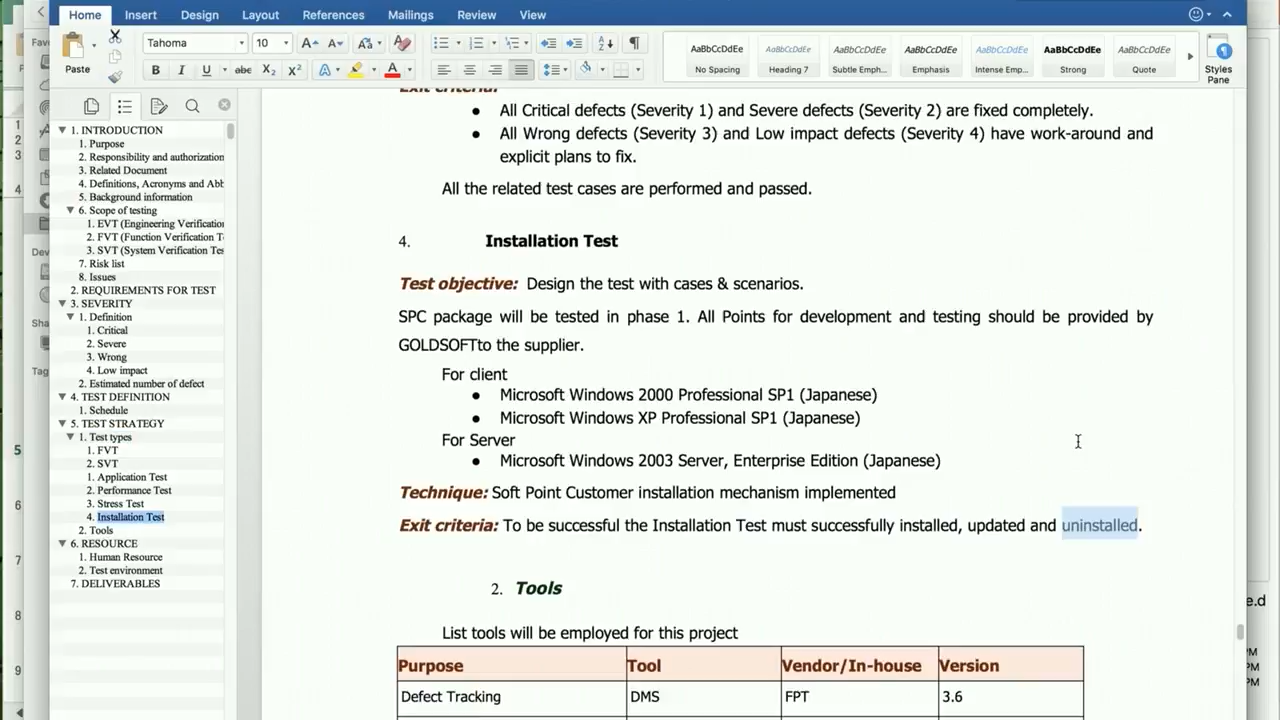 Home Insert Design Layout References Mailings Review View
Paste
Tahoma 10
AaBbCcDdEe AaBbCcDdEe AaBbCcDdEe AaBbCcDdEe AaBbCcDdEe AaBbCcDdEe AaBbCcDdEe
No Spacing Heading 7 Subtle Emph... Emphasis Intense Emp... Strong Quote
Styles
Pane
1. INTRODUCTION
1. Purpose
2. Responsibility and authorization
3. Related Document
4. Definitions, Acronyms and Abb
5. Background information
6. Scope of testing
1. EVT (Engineering Verification
2. FVT (Function Verification T
3. SVT (System Verification Tes
7. Risk list
8. Issues
2. REQUIREMENTS FOR TEST
3. SEVERITY
1. Definition
1. Critical
2. Severe
3. Wrong
4. Low impact
2. Estimated number of defect
4. TEST DEFINITION
1. Schedule
5. TEST STRATEGY
1. Test types
1. FVT
2. SVT
1. Application Test
2. Performance Test
3. Stress Test
4. Installation Test
2. Tools
6. RESOURCE
1. Human Resource
2. Test environment
7. DELIVERABLES
Exit criteria:
● All Critical defects (Severity 1) and Severe defects (Severity 2) are fixed completely.
● All Wrong defects (Severity 3) and Low impact defects (Severity 4) have work-around and
explicit plans to fix.
All the related test cases are performed and passed.
4. Installation Test
Test objective: Design the test with cases & scenarios.
SPC package will be tested in phase 1. All Points for development and testing should be provided by
GOLDSOFTto the supplier.
For client
● Microsoft Windows 2000 Professional SP1 (Japanese)
● Microsoft Windows XP Professional SP1 (Japanese)
For Server
● Microsoft Windows 2003 Server, Enterprise Edition (Japanese)
Technique: Soft Point Customer installation mechanism implemented
Exit criteria: To be successful the Installation Test must successfully installed, updated and uninstalled.
2. Tools
List tools will be employed for this project
Purpose Tool Vendor/In-house Version
Defect Tracking DMS FPT 3.6